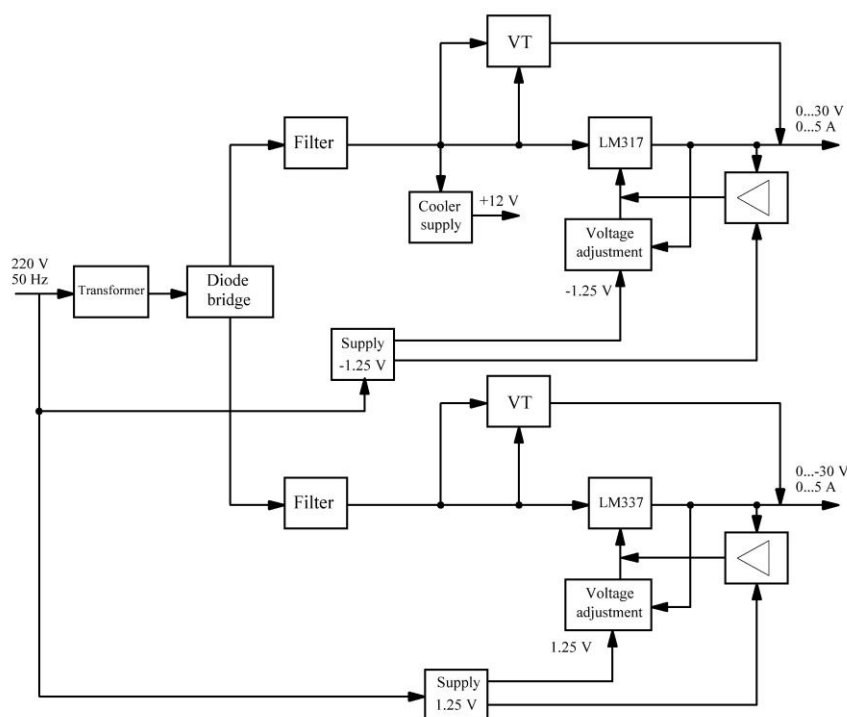 VT
0...30 V
0...5 A
Filter
LM317
Cooler
supply
+12 V
Voltage
adjustment
220 V
50 Hz
Transformer
Diode
bridge
-1.25 V
Supply
-1.25 V
VT
0...-30 V
0...5 A
Filter
LM337
Voltage
adjustment
1.25 V
Supply
1.25 V